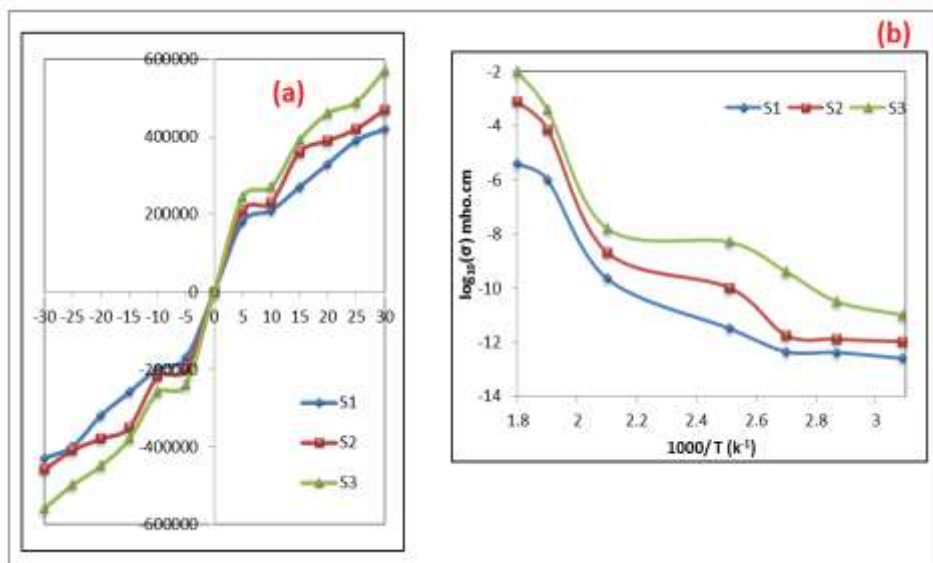 (a)
600000
400000
200000
0
-30 -25 -20 -15 -10 -5 0 5 10 15 20 25 30
-200000
-400000
-600000
S1
S2
S3
(b)
-2
-4
-6
-8
-10
-12
-14
log₁₀(σ) mho.cm
S1 S2 S3
1.8 2 2.2 2.4 2.6 2.8 3
1000/T (k⁻¹)